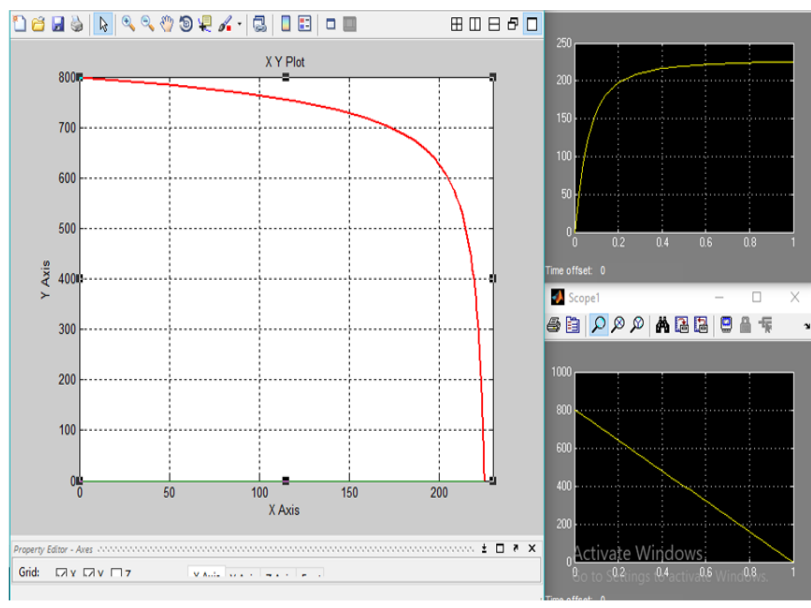 X Y Plot
800
700
600
500
400
300
200
100
0
Y Axis
0 50 100 150 200
X Axis
Property Editor - Axes
Grid: X Y Z X Axis
250
200
150
100
50
0
0 0.2 0.4 0.6 0.8 1
Time offset: 0
Scope1
1000
800
600
400
200
0
0 0.2 0.4 0.6 0.8 1
Activate Windows
Go to Settings to activate Windows.
Time offset: 0